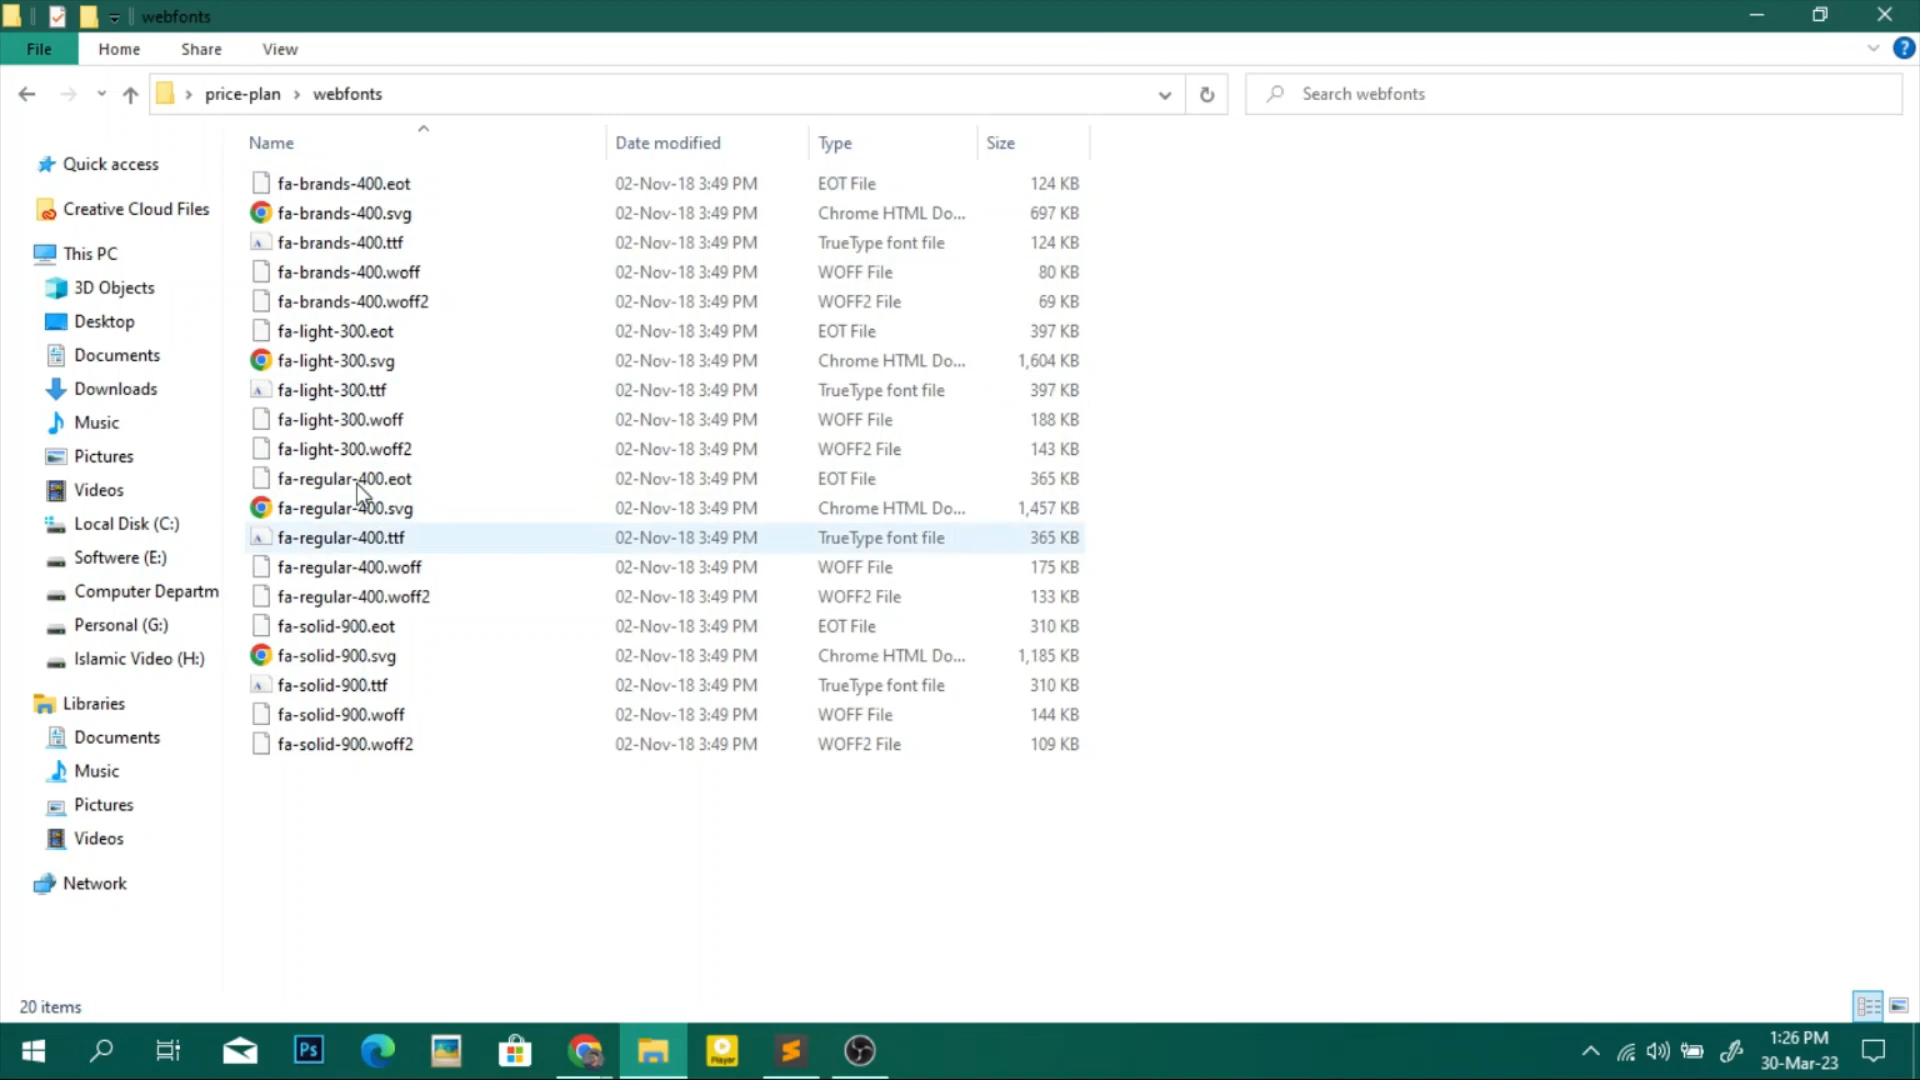 webfonts
File Home Share View
price-plan > webfonts
Search webfonts
Name Date modified Type Size
Quick access
Creative Cloud Files
This PC
3D Objects
Desktop
Documents
Downloads
Music
Pictures
Videos
Local Disk (C:)
Softwere (E:)
Computer Departm
Personal (G:)
Islamic Video (H:)
Libraries
Documents
Music
Pictures
Videos
Network
fa-brands-400.eot 02-Nov-18 3:49 PM EOT File 124 KB
fa-brands-400.svg 02-Nov-18 3:49 PM Chrome HTML Do... 697 KB
fa-brands-400.ttf 02-Nov-18 3:49 PM TrueType font file 124 KB
fa-brands-400.woff 02-Nov-18 3:49 PM WOFF File 80 KB
fa-brands-400.woff2 02-Nov-18 3:49 PM WOFF2 File 69 KB
fa-light-300.eot 02-Nov-18 3:49 PM EOT File 397 KB
fa-light-300.svg 02-Nov-18 3:49 PM Chrome HTML Do... 1,604 KB
fa-light-300.ttf 02-Nov-18 3:49 PM TrueType font file 397 KB
fa-light-300.woff 02-Nov-18 3:49 PM WOFF File 188 KB
fa-light-300.woff2 02-Nov-18 3:49 PM WOFF2 File 143 KB
fa-regular-400.eot 02-Nov-18 3:49 PM EOT File 365 KB
fa-regular-400.svg 02-Nov-18 3:49 PM Chrome HTML Do... 1,457 KB
fa-regular-400.ttf 02-Nov-18 3:49 PM TrueType font file 365 KB
fa-regular-400.woff 02-Nov-18 3:49 PM WOFF File 175 KB
fa-regular-400.woff2 02-Nov-18 3:49 PM WOFF2 File 133 KB
fa-solid-900.eot 02-Nov-18 3:49 PM EOT File 310 KB
fa-solid-900.svg 02-Nov-18 3:49 PM Chrome HTML Do... 1,185 KB
fa-solid-900.ttf 02-Nov-18 3:49 PM TrueType font file 310 KB
fa-solid-900.woff 02-Nov-18 3:49 PM WOFF File 144 KB
fa-solid-900.woff2 02-Nov-18 3:49 PM WOFF2 File 109 KB
20 items
Ps
Player
1:26 PM
30-Mar-23